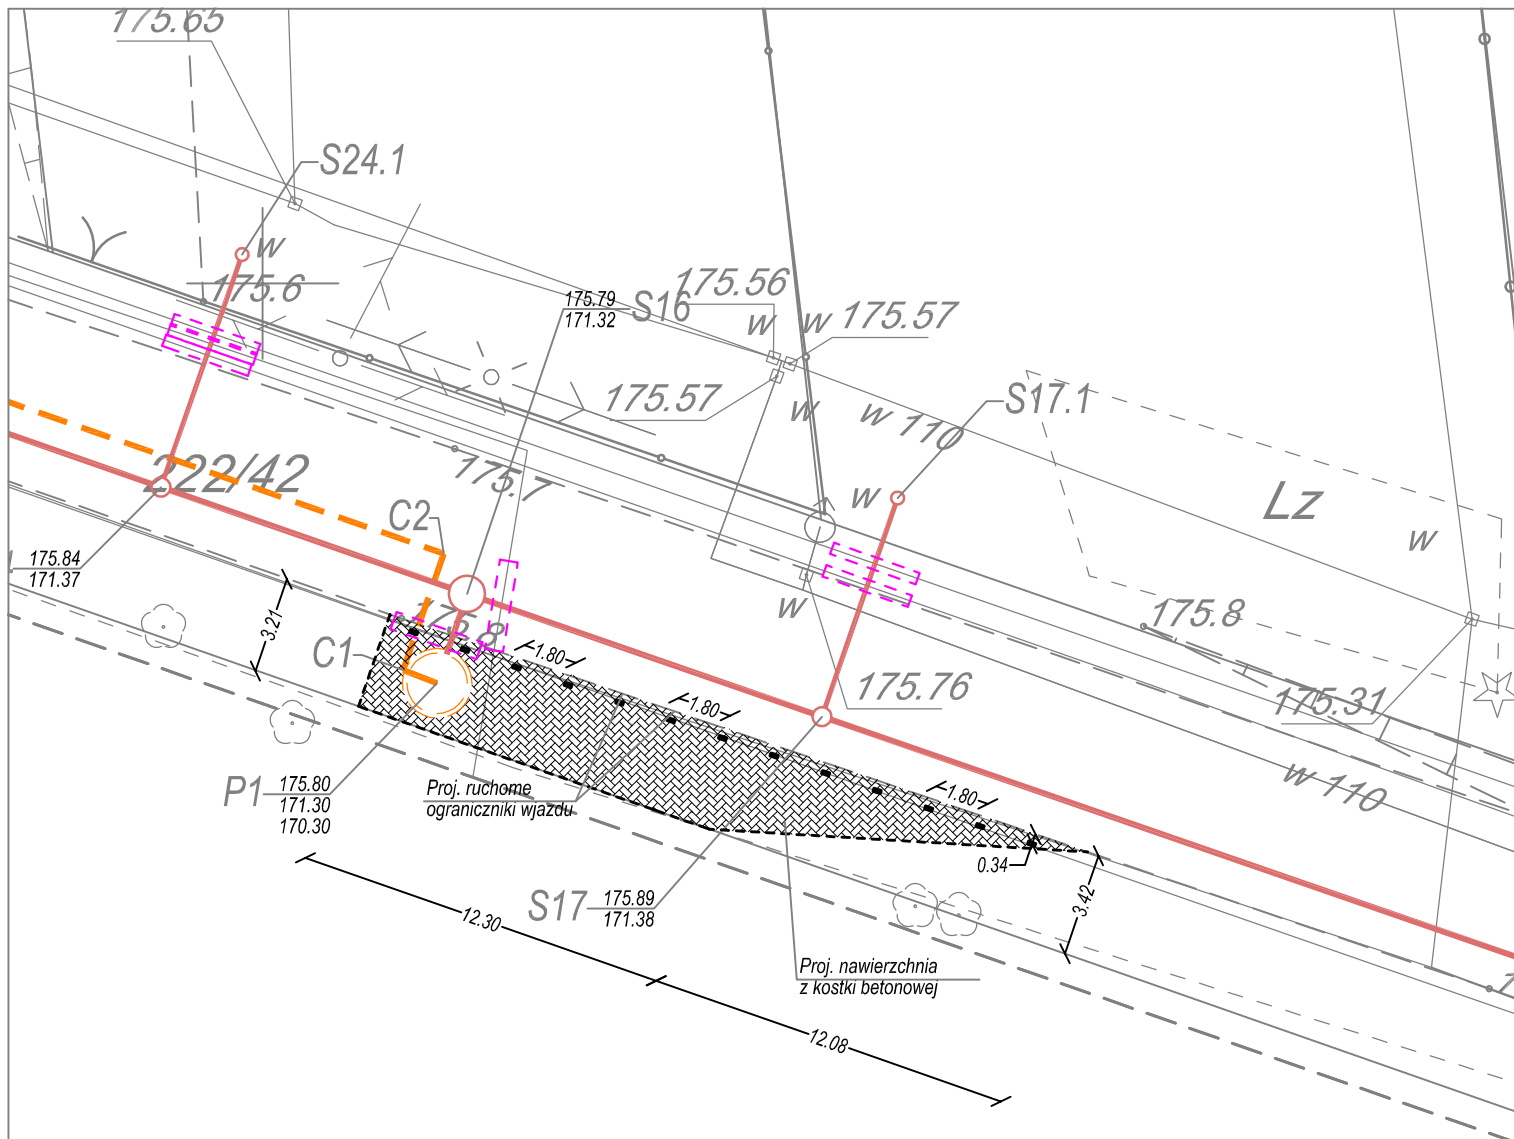 175.65
S24.1
w
175.6
175.79
171.32
S16
175.56
w
w
175.57
175.57
w
w 110
S17.1
w
Lz
w
222/42
175.7
C2
175.84
171.37
3.21
175.8
C1
1.80
1.80
w
175.76
175.8
175.31
w 110
P1
175.80
171.30
170.30
Proj. ruchome
ograniczniki wjazdu
1.80
0.34
3.42
S17
175.89
171.38
12.30
Proj. nawierzchnia
z kostki betonowej
12.08